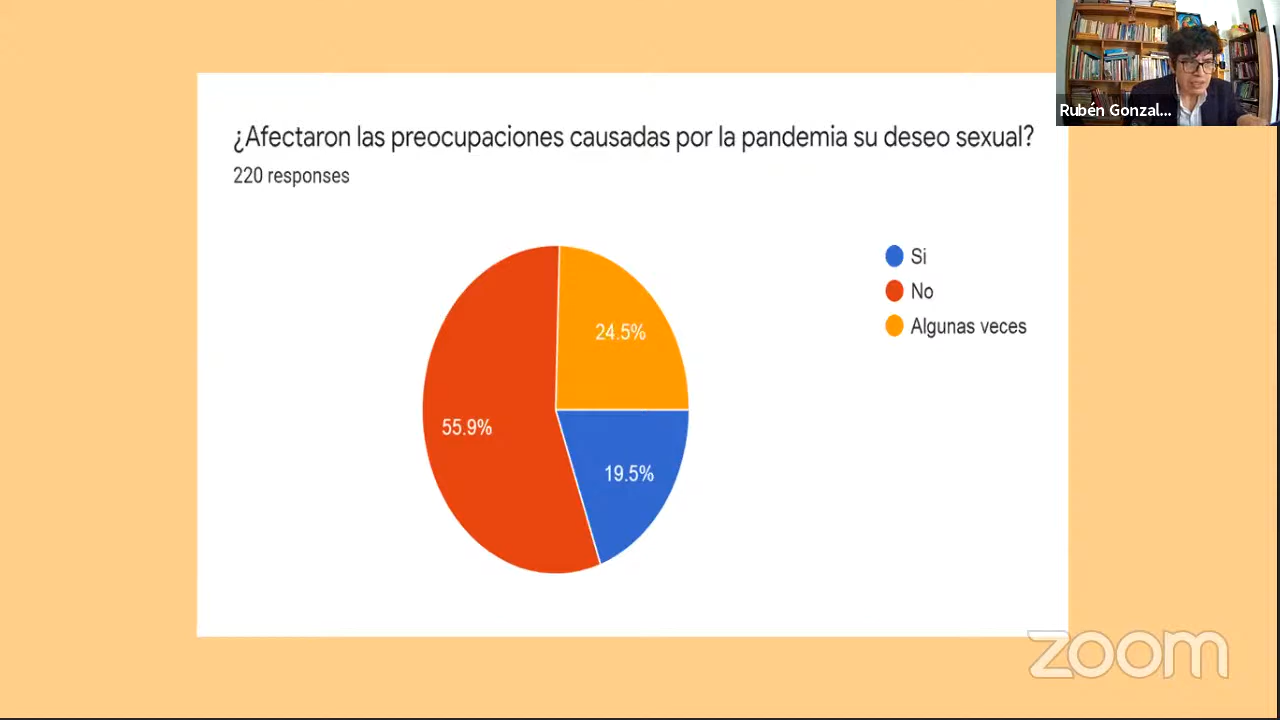 ¿Afectaron las preocupaciones causadas por la pandemia su deseo sexual?
220 responses
Si
No
Algunas veces
24.5%
55.9%
19.5%
Rubén Gonzal...
zoom